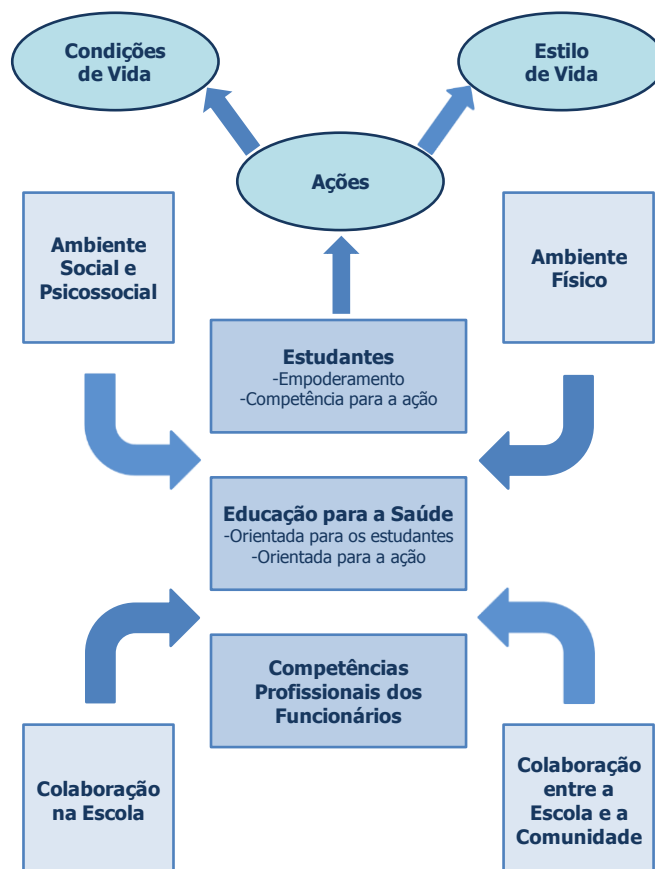 Condições
de Vida
Estilo
de Vida
Ações
Ambiente
Social e
Psicossocial
Ambiente
Físico
Estudantes
-Empoderamento
-Competência para a ação
Educação para a Saúde
-Orientada para os estudantes
-Orientada para a ação
Competências
Profissionais dos
Funcionários
Colaboração
na Escola
Colaboração
entre a
Escola e a
Comunidade